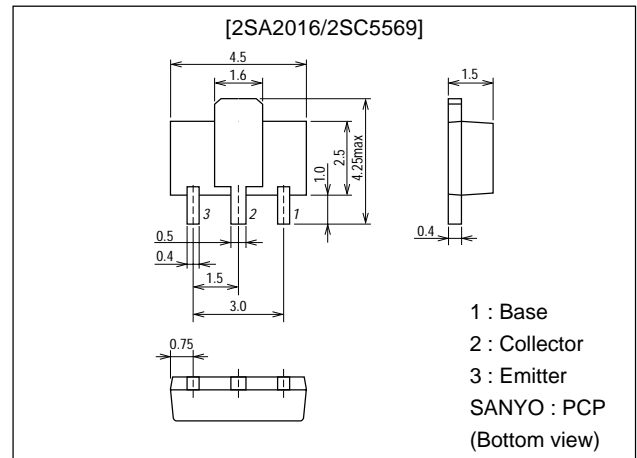 [2SA2016/2SC5569]
4.5
1.6
1.5
2.5
4.25max
1.0
3
2
1
0.5
0.4
0.4
1.5
3.0
0.75
1 : Base
2 : Collector
3 : Emitter
SANYO : PCP
(Bottom view)